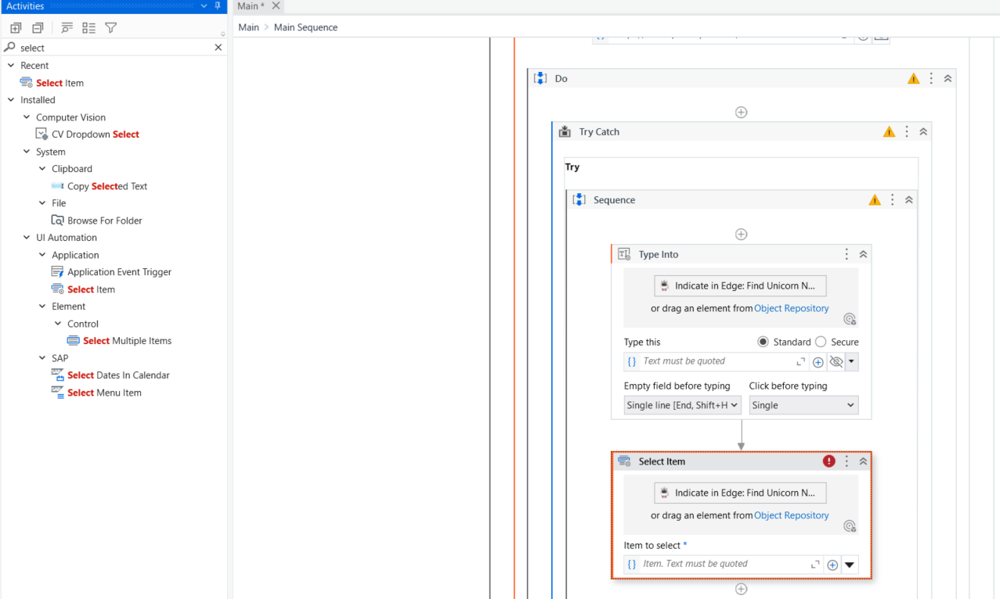 Activities
Main *
Main > Main Sequence
select
Recent
Select Item
Installed
Computer Vision
CV Dropdown Select
System
Clipboard
Copy Selected Text
File
Browse For Folder
UI Automation
Application
Application Event Trigger
Select Item
Element
Control
Select Multiple Items
SAP
Select Dates In Calendar
Select Menu Item
Do
Try Catch
Try
Sequence
Type Into
Indicate in Edge: Find Unicorn N...
or drag an element from Object Repository
Type this Standard Secure
Text must be quoted
Empty field before typing Click before typing
Single line [End, Shift+H Single
Select Item
Indicate in Edge: Find Unicorn N...
or drag an element from Object Repository
Item to select *
Item. Text must be quoted